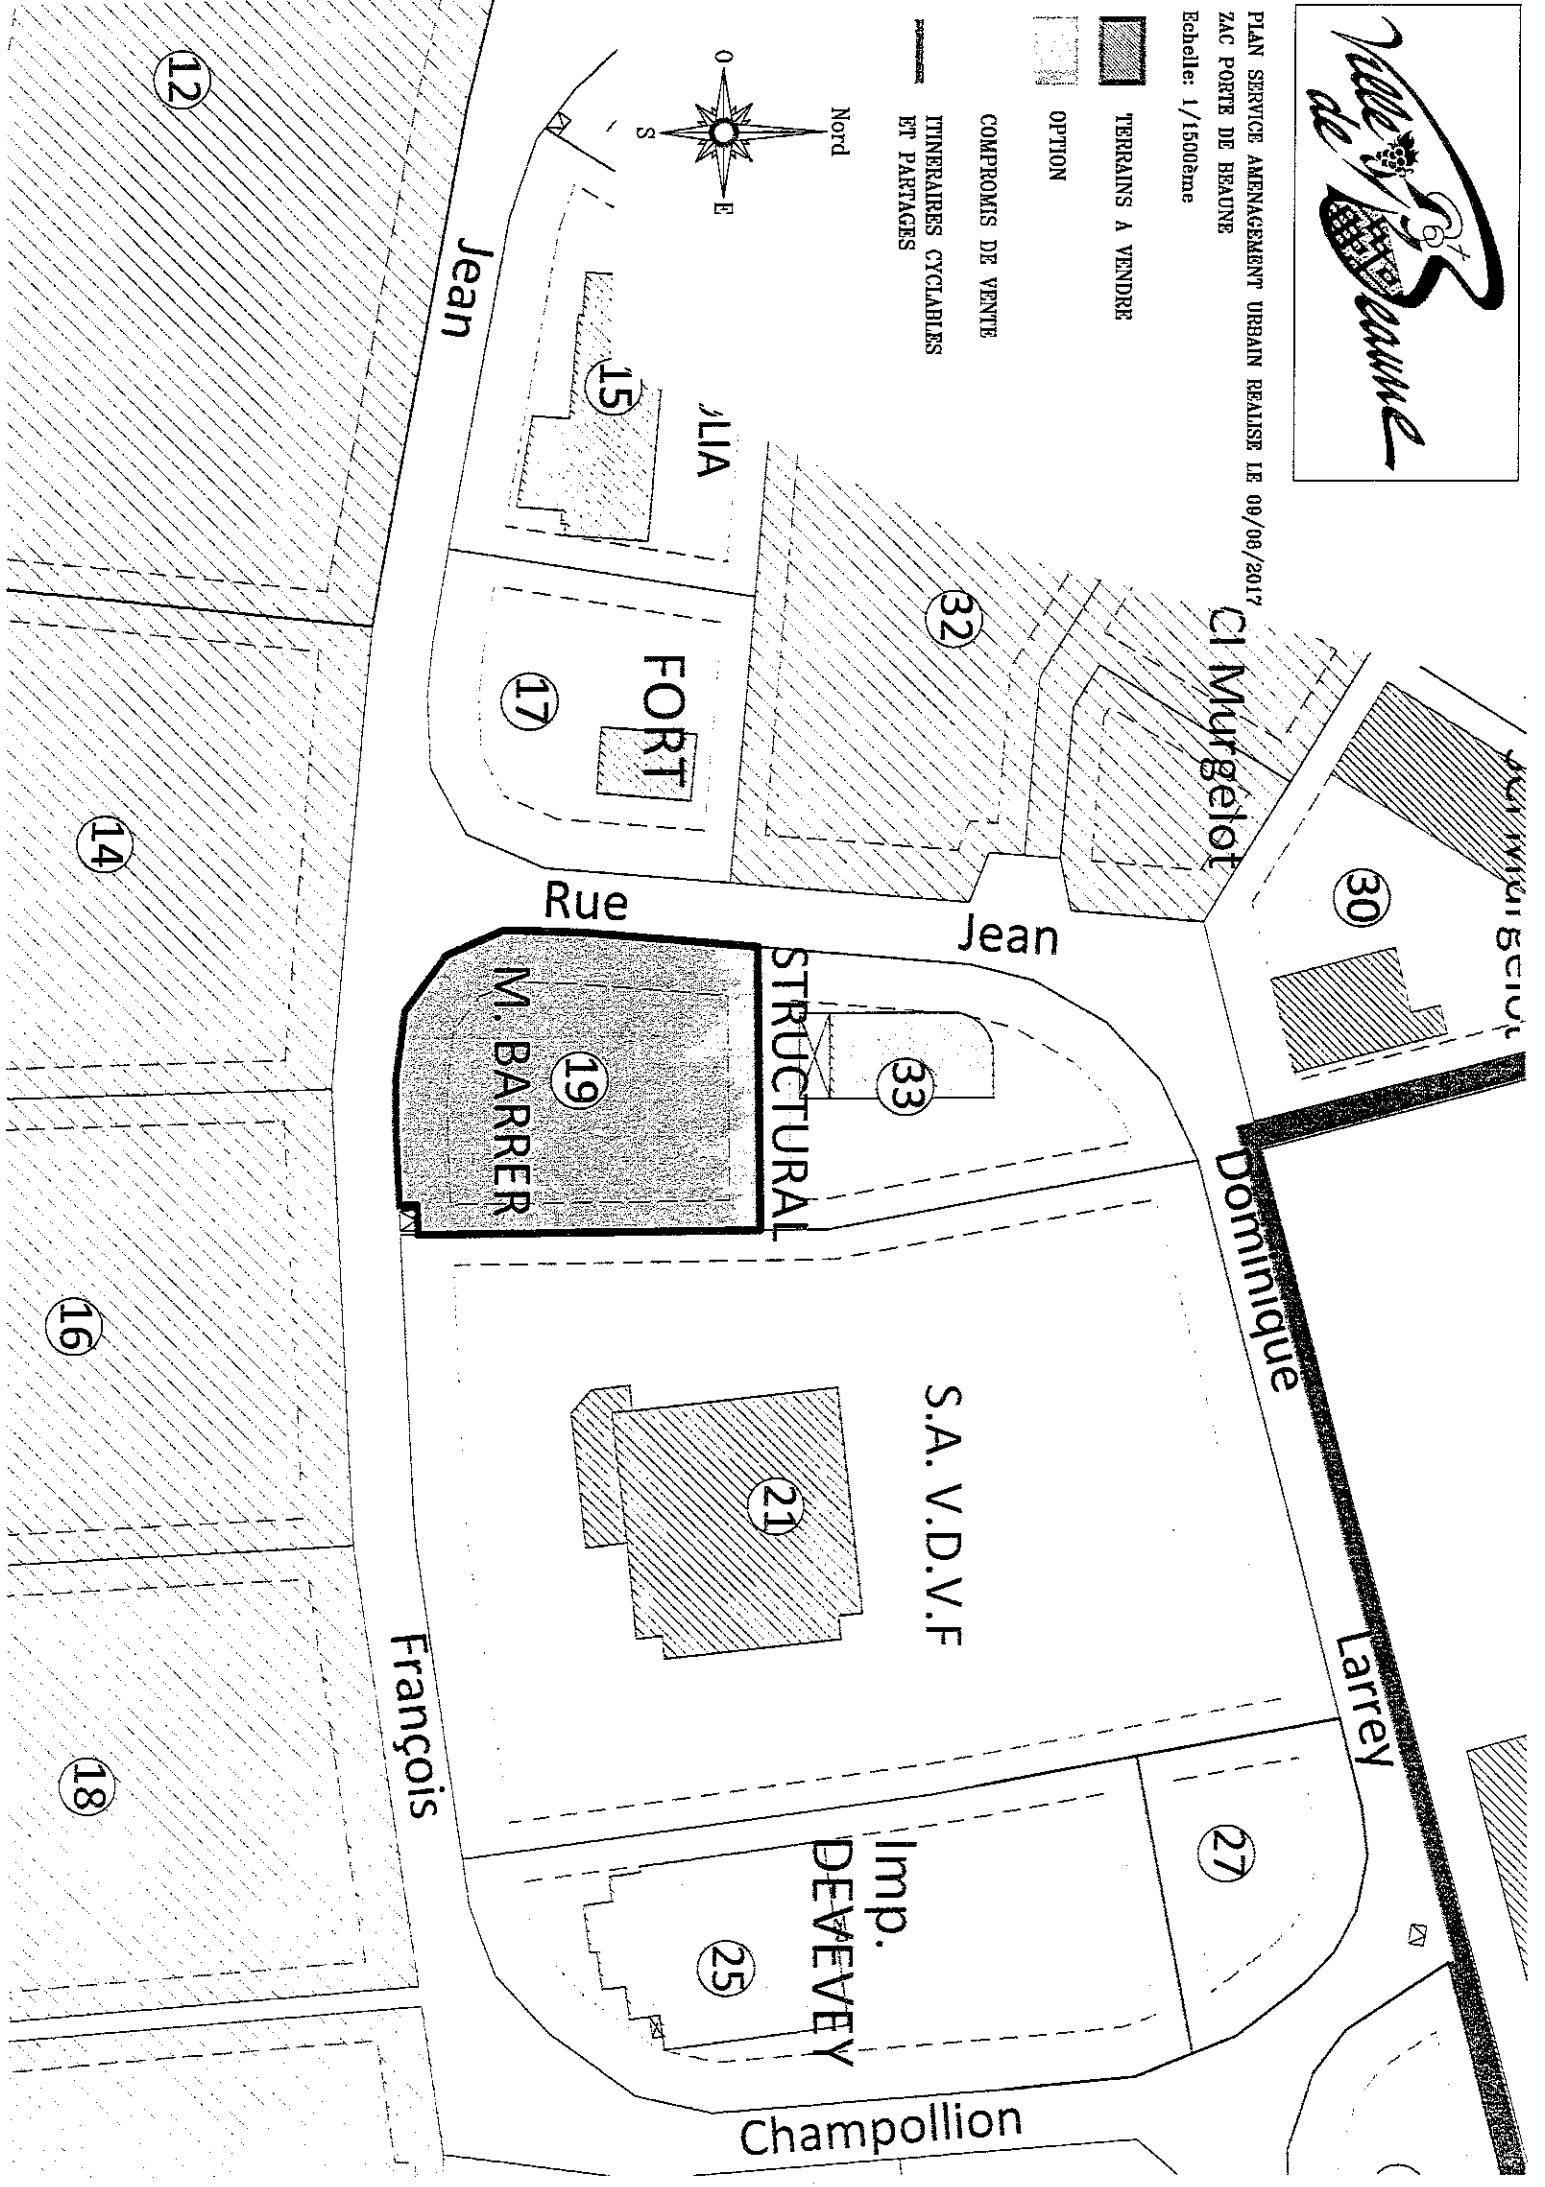 Ville
de Beaune
PLAN SERVICE AMENAGEMENT URBAIN REALISE LE 09/08/2017
ZAC PORTE DE BEAUNE
Echelle: 1/1500ème
TERRAINS A VENDRE
OPTION
COMPROMIS DE VENTE
ITINERAIRES CYCLABLES
ET PARTAGES
Nord
O
E
S
CI Murgelot
30
32
LIA
15
FORT
17
12
14
16
18
Jean
François
Rue
Jean
Dominique
Larrey
STRUCTURAL
33
M. BARRER
19
S.A. V.D.V.F
21
Imp.
DEVEVEY
25
27
Champollion